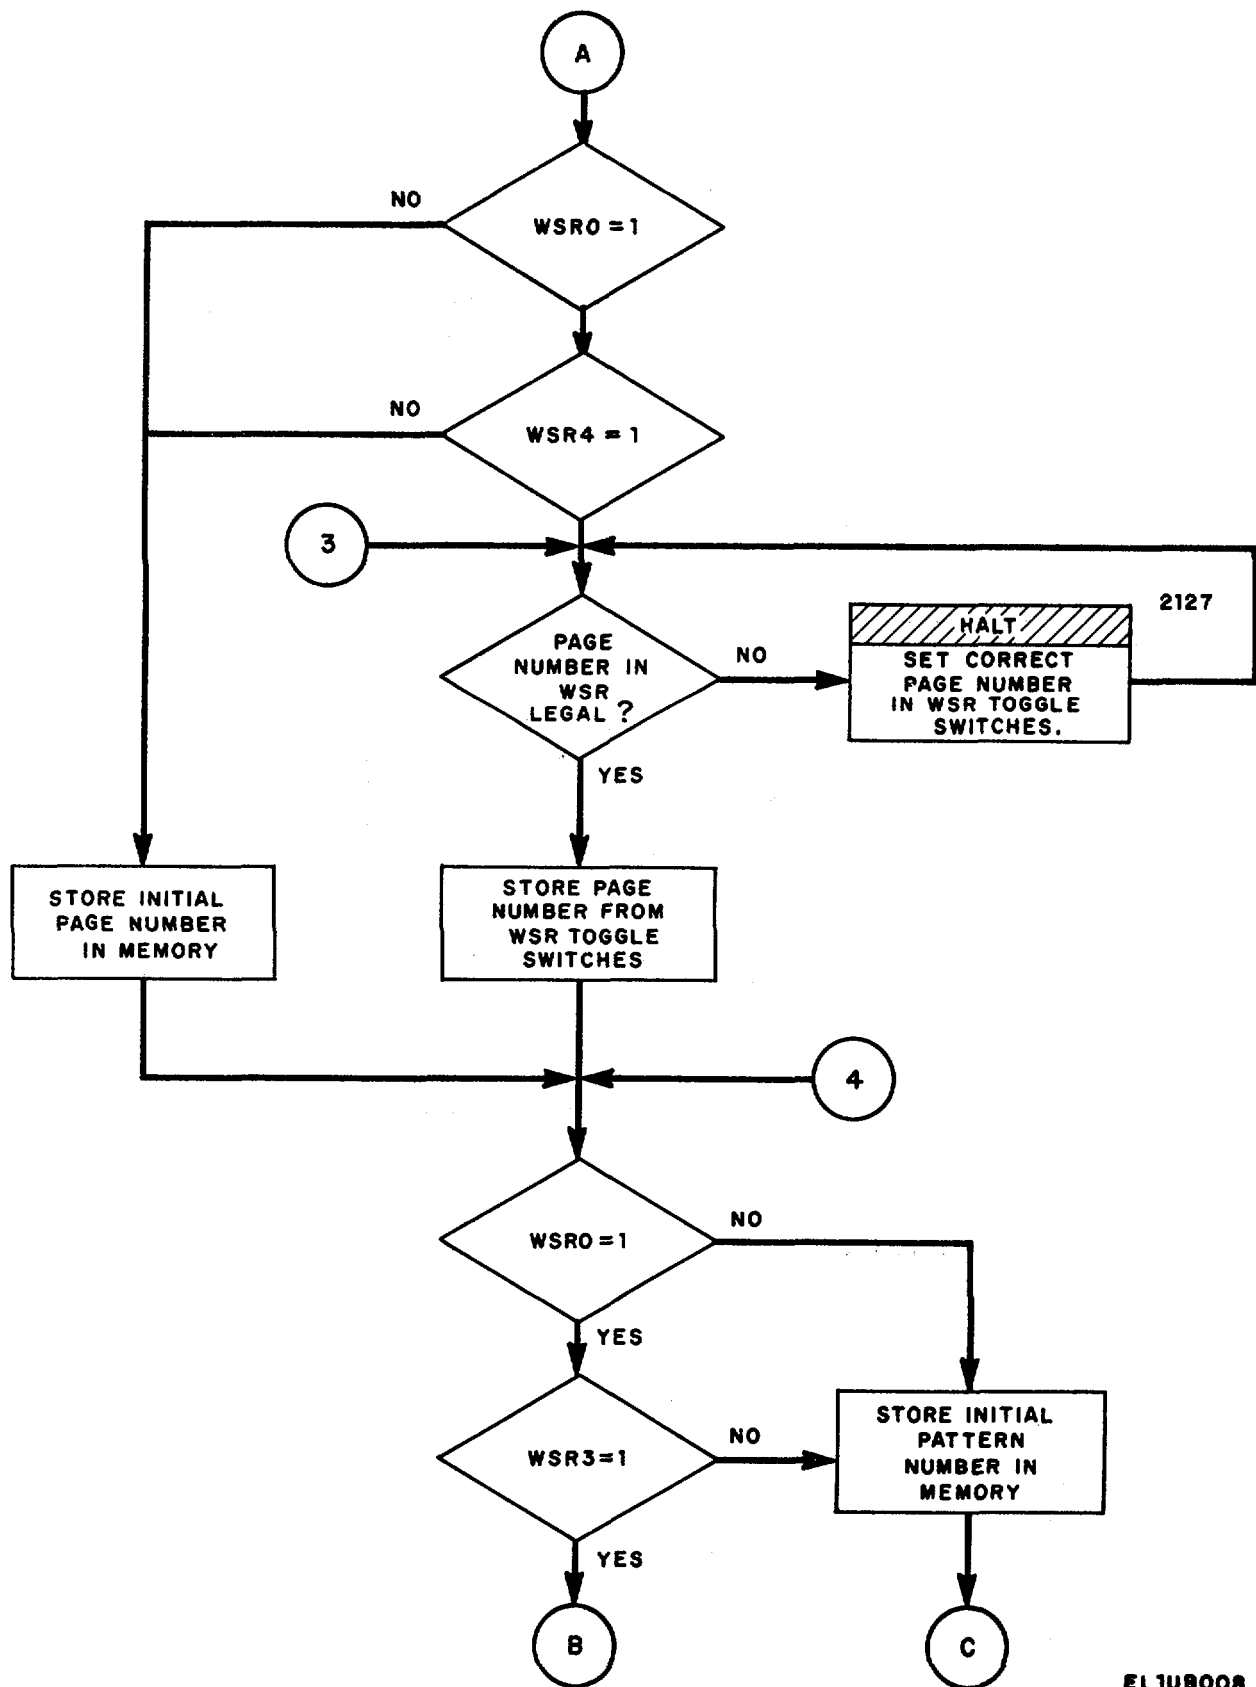 A
NO
WSR0 = 1
NO
WSR4 = 1
3
2127
HALT
SET CORRECT
PAGE NUMBER
IN WSR TOGGLE
SWITCHES.
PAGE
NUMBER IN
WSR
LEGAL ?
NO
YES
STORE INITIAL
PAGE NUMBER
IN MEMORY
STORE PAGE
NUMBER FROM
WSR TOGGLE
SWITCHES
4
WSR0 = 1
NO
YES
WSR3 = 1
NO
STORE INITIAL
PATTERN
NUMBER IN
MEMORY
YES
B
C